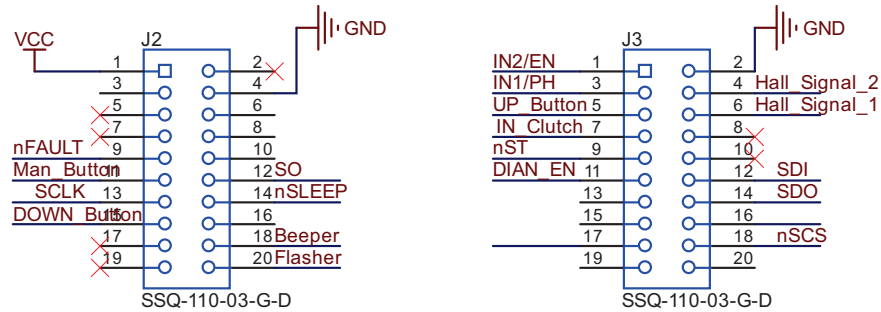 GND
GND
VCC
J2
J3
1 2
IN2/EN 1 2
3 4
IN1/PH 3 4 Hall_Signal_2
5 6
UP_Button 5 6 Hall_Signal_1
7 8
IN_Clutch 7 8
nFAULT 9 10
nST 9 10
Man_Button 11 12 SO
DIAN_EN 11 12 SDI
SCLK 13 14 nSLEEP
13 14 SDO
DOWN_Button 15 16
15 16
17 18 Beeper
17 18 nSCS
19 20 Flasher
19 20
SSQ-110-03-G-D
SSQ-110-03-G-D